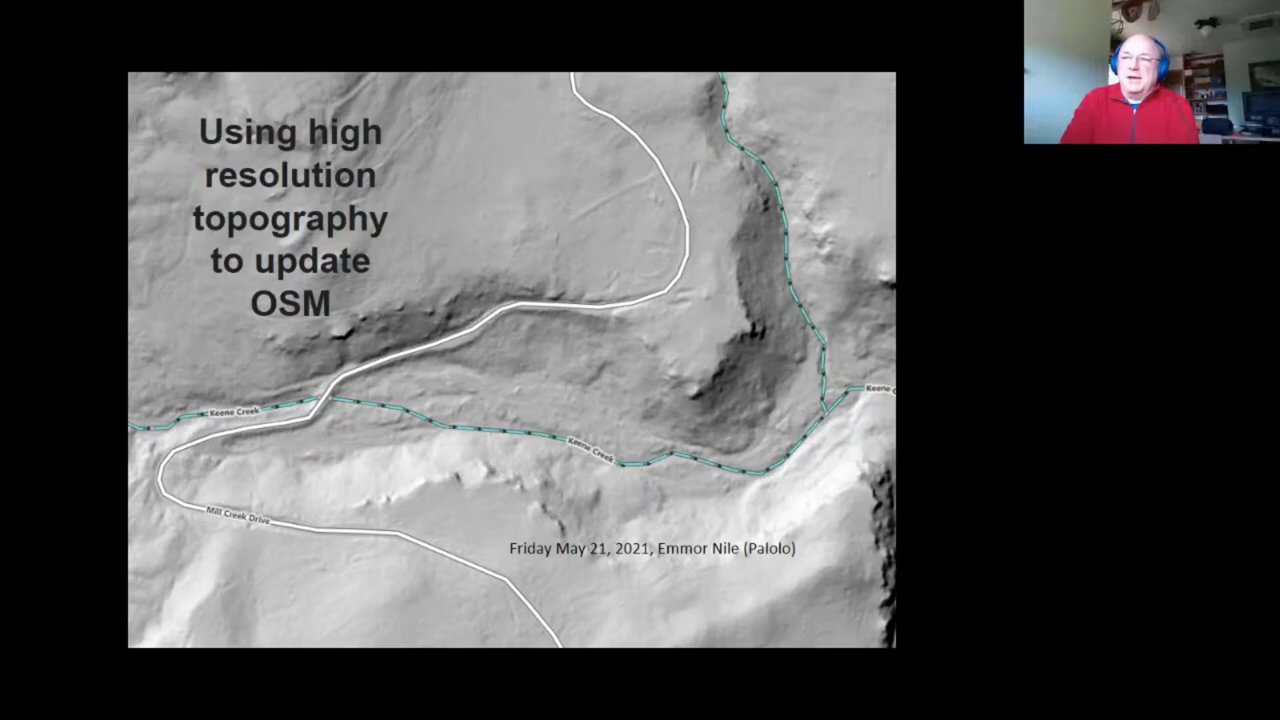 Using high
resolution
topography
to update
OSM
Keene Creek
Keene
Keene Creek
Mill Creek Drive
Friday May 21, 2021, Emmor Nile (Palolo)